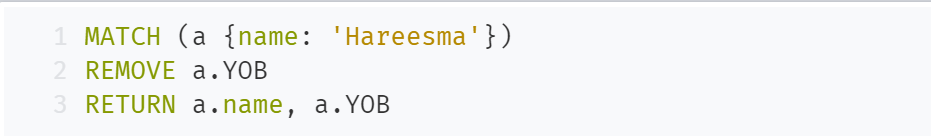 1 MATCH (a {name: 'Hareesma'})
2 REMOVE a.YOB
3 RETURN a.name, a.YOB